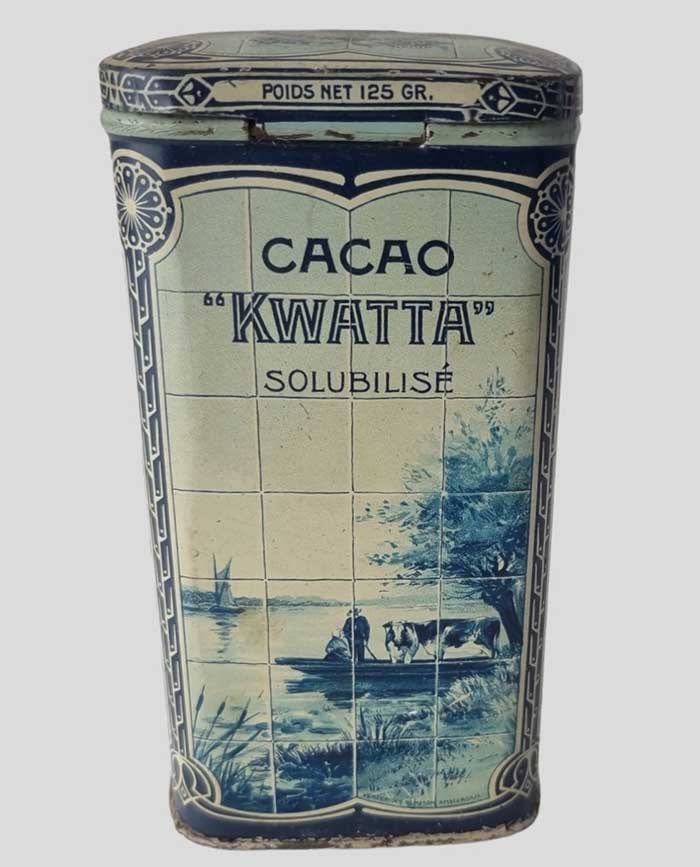 POIDS NET 125 GR.
CACAO
“KWATTA”
SOLUBILISÉ